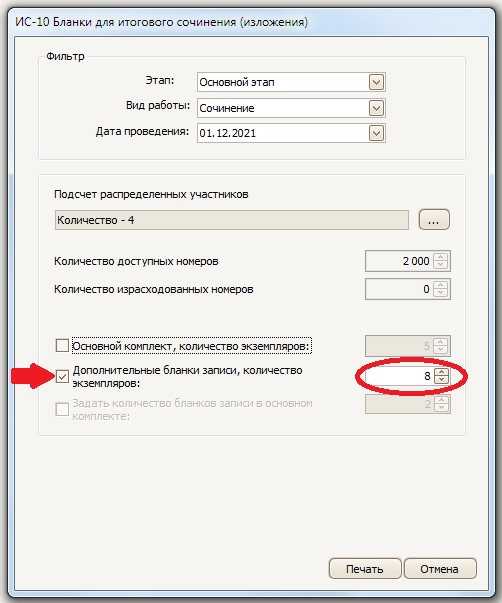 ИС-10 Бланки для итогового сочинения (изложения)
Фильтр
Этап: Основной этап
Вид работы: Сочинение
Дата проведения: 01.12.2021
Подсчет распределенных участников
Количество - 4 ...
Количество доступных номеров 2 000
Количество израсходованных номеров 0
Основной комплект, количество экземпляров: 5
Дополнительные бланки записи, количество 8
экземпляров:
Задать количество бланков записи в основном 2
комплекте:
Печать Отмена